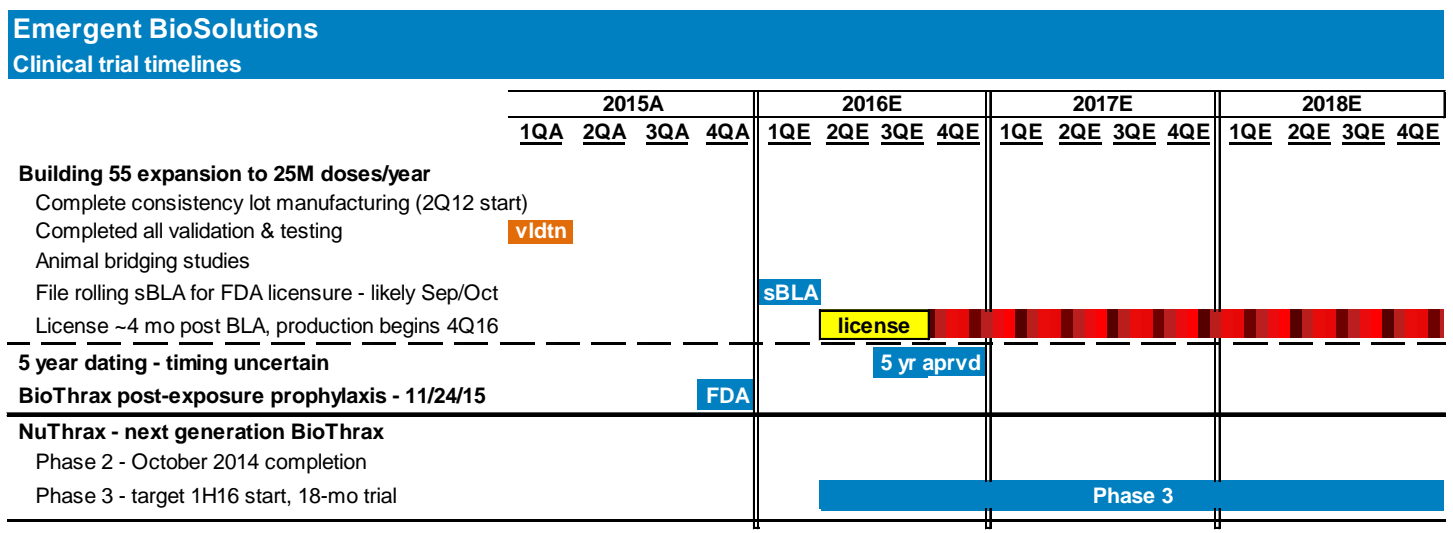 Emergent BioSolutions
Clinical trial timelines
2015A 2016E 2017E 2018E
1QA 2QA 3QA 4QA 1QE 2QE 3QE 4QE 1QE 2QE 3QE 4QE 1QE 2QE 3QE 4QE
Building 55 expansion to 25M doses/year
Complete consistency lot manufacturing (2Q12 start)
Completed all validation & testing vldtn
Animal bridging studies
File rolling sBLA for FDA licensure - likely Sep/Oct sBLA
License ~4 mo post BLA, production begins 4Q16 license
5 year dating - timing uncertain 5 yr aprvd
BioThrax post-exposure prophylaxis - 11/24/15 FDA
NuThrax - next generation BioThrax
Phase 2 - October 2014 completion
Phase 3 - target 1H16 start, 18-mo trial Phase 3